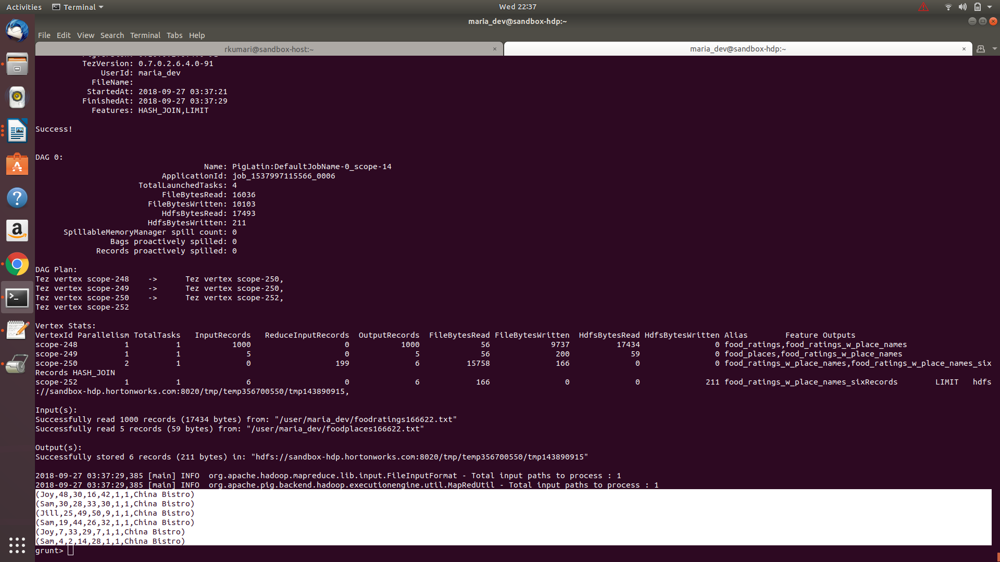 Activities Terminal Wed 22:37
maria_dev@sandbox-hdp:~
File Edit View Search Terminal Tabs Help
rkumari@sandbox-host:~ × maria_dev@sandbox-hdp:~ ×
TezVersion: 0.7.0.2.6.4.0-91
UserId: maria_dev
FileName:
StartedAt: 2018-09-27 03:37:21
FinishedAt: 2018-09-27 03:37:29
Features: HASH_JOIN,LIMIT
Success!
DAG 0:
Name: PigLatin:DefaultJobName-0_scope-14
ApplicationId: job_1537997115566_0006
TotalLaunchedTasks: 4
FileBytesRead: 16036
FileBytesWritten: 10103
HdfsBytesRead: 17493
HdfsBytesWritten: 211
SpillableMemoryManager spill count: 0
Bags proactively spilled: 0
Records proactively spilled: 0
DAG Plan:
Tez vertex scope-248 -> Tez vertex scope-250,
Tez vertex scope-249 -> Tez vertex scope-250,
Tez vertex scope-250 -> Tez vertex scope-252,
Tez vertex scope-252
Vertex Stats:
VertexId Parallelism TotalTasks InputRecords ReduceInputRecords OutputRecords FileBytesRead FileBytesWritten HdfsBytesRead HdfsBytesWritten Alias Feature Outputs
scope-248 1 1 1000 0 1000 56 9737 17434 0 food_ratings,food_ratings_w_place_names
scope-249 1 1 5 0 5 56 200 59 0 food_places,food_ratings_w_place_names
scope-250 2 1 0 199 6 15758 166 0 0 food_ratings_w_place_names,food_ratings_w_place_names_six
Records HASH_JOIN
scope-252 1 1 6 0 6 166 0 0 211 food_ratings_w_place_names_sixRecords LIMIT hdfs
://sandbox-hdp.hortonworks.com:8020/tmp/temp356700550/tmp143890915,
Input(s):
Successfully read 1000 records (17434 bytes) from: "/user/maria_dev/foodratings166622.txt"
Successfully read 5 records (59 bytes) from: "/user/maria_dev/foodplaces166622.txt"
Output(s):
Successfully stored 6 records (211 bytes) in: "hdfs://sandbox-hdp.hortonworks.com:8020/tmp/temp356700550/tmp143890915"
2018-09-27 03:37:29,385 [main] INFO org.apache.hadoop.mapreduce.lib.input.FileInputFormat - Total input paths to process : 1
2018-09-27 03:37:29,385 [main] INFO org.apache.pig.backend.hadoop.executionengine.util.MapRedUtil - Total input paths to process : 1
(Joy,48,30,16,42,1,1,China Bistro)
(Sam,30,28,33,30,1,1,China Bistro)
(Jill,25,49,50,9,1,1,China Bistro)
(Sam,19,44,26,32,1,1,China Bistro)
(Joy,7,33,29,7,1,1,China Bistro)
(Sam,4,2,14,28,1,1,China Bistro)
grunt>